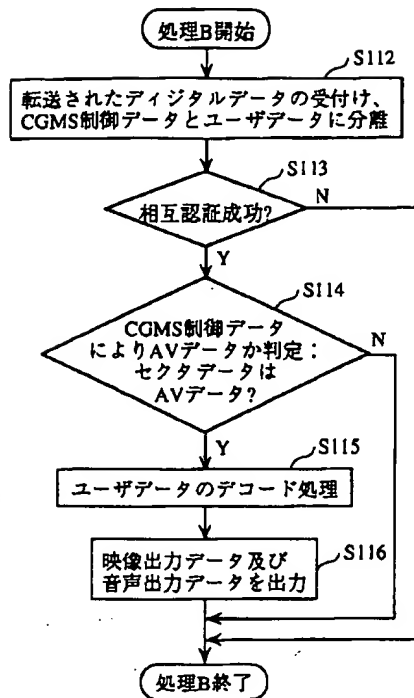 処理B開始
S112
転送されたディジタルデータの受付け、
CGMS制御データとユーザデータに分離
S113
相互認証成功?
N
Y
S114
CGMS制御データ
によりAVデータか判定:
セクタデータは
AVデータ?
N
Y
S115
ユーザデータのデコード処理
S116
映像出力データ及び
音声出力データを出力
処理B終了